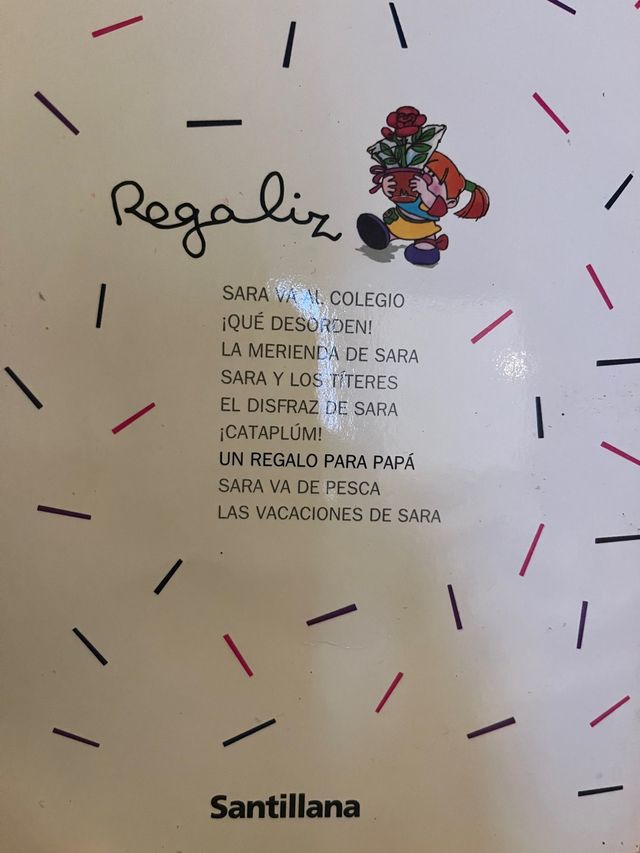 Regaliz
SARA VA AL COLEGIO
¡QUÉ DESORDEN!
LA MERIENDA DE SARA
SARA Y LOS TÍTERES
EL DISFRAZ DE SARA
¡CATAPLÚM!
UN REGALO PARA PAPÁ
SARA VA DE PESCA
LAS VACACIONES DE SARA
Santillana